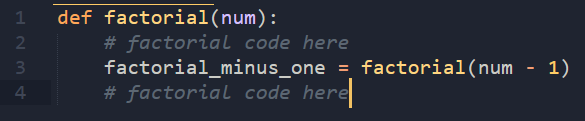 1 def factorial(num):
2     # factorial code here
3     factorial_minus_one = factorial(num - 1)
4     # factorial code here